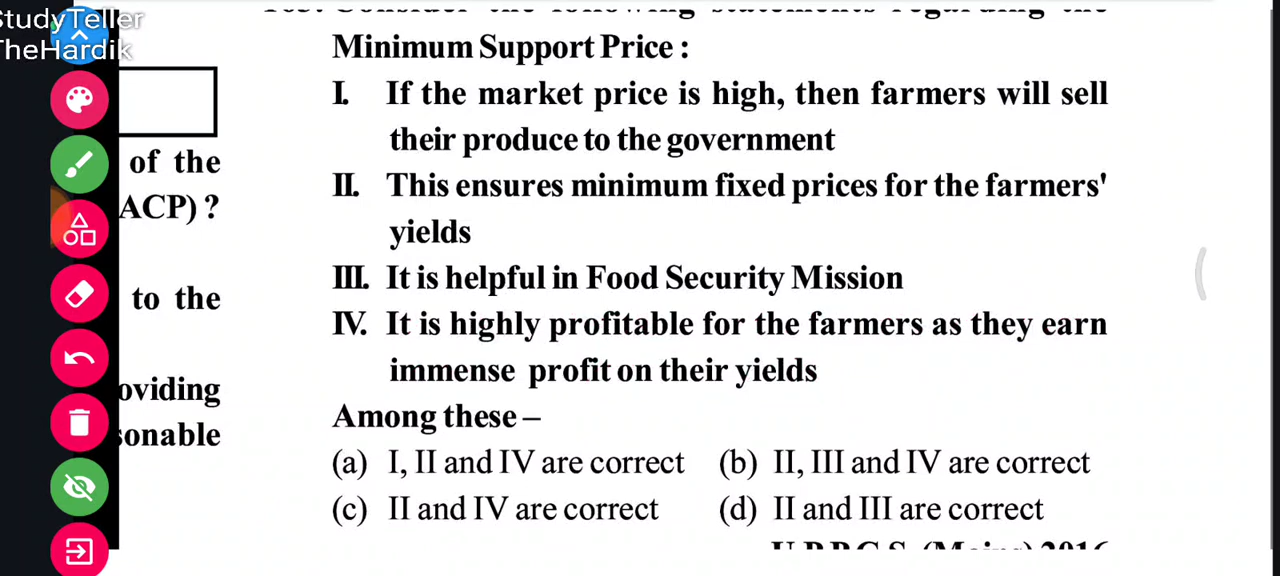 StudyTeller
TheHardik
of the
ACP) ?
to the
oviding
sonable
Minimum Support Price :
I. If the market price is high, then farmers will sell
their produce to the government
II. This ensures minimum fixed prices for the farmers'
yields
III. It is helpful in Food Security Mission
IV. It is highly profitable for the farmers as they earn
immense profit on their yields
Among these –
(a) I, II and IV are correct (b) II, III and IV are correct
(c) II and IV are correct (d) II and III are correct